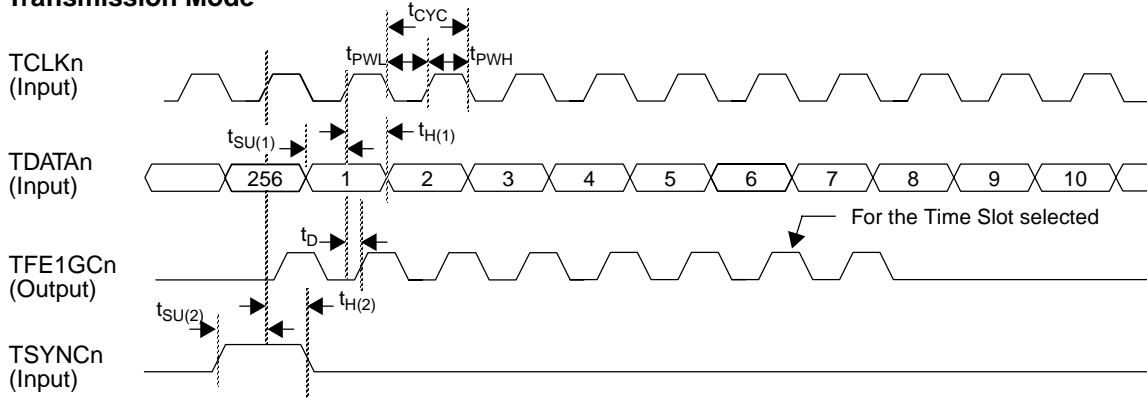 Transmission Mode
tCYC
tPWL
tPWH
TCLKn
(Input)
tSU(1)
tH(1)
TDATAn
(Input)
256 1 2 3 4 5 6 7 8 9 10
For the Time Slot selected
tD
TFE1GCn
(Output)
tSU(2)
tH(2)
TSYNCn
(Input)